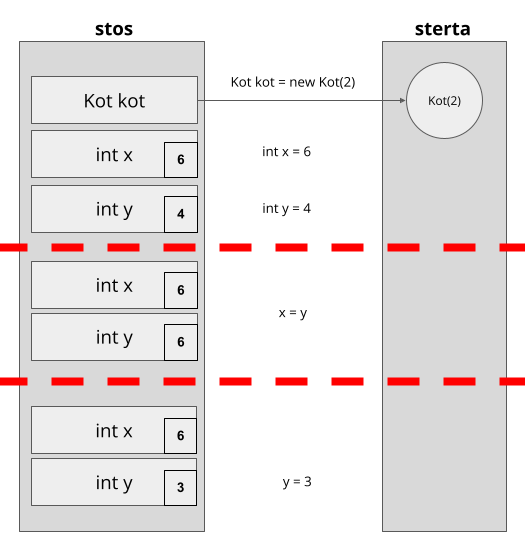 stos
sterta
Kot kot
Kot kot = new Kot(2)
Kot(2)
int x
6
int x = 6
int y
4
int y = 4
int x
6
x = y
int y
6
int x
6
int y
3
y = 3